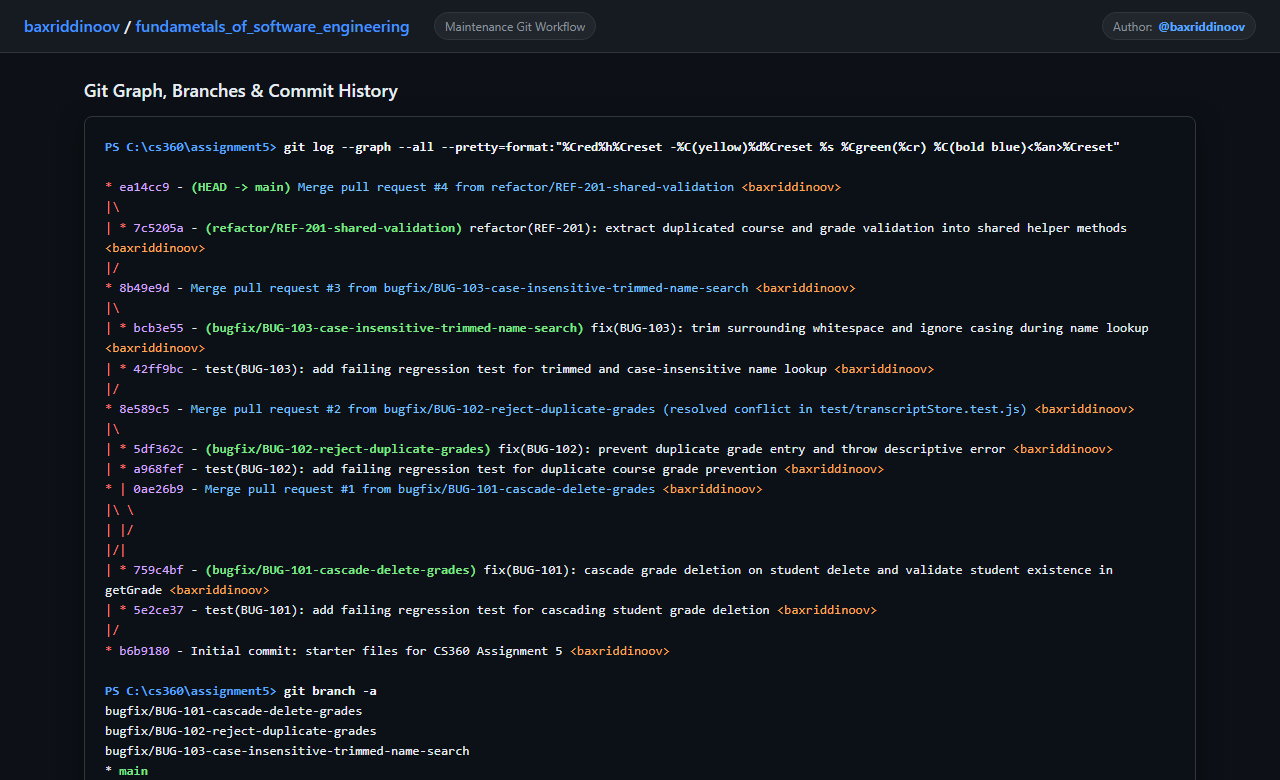 baxriddinoov / fundametals_of_software_engineering
Maintenance Git Workflow
Author: @baxriddinoov
Git Graph, Branches & Commit History
PS C:\cs360\assignment5> git log --graph --all --pretty=format:"%Cred%h%Creset -%C(yellow)%d%Creset %s %Cgreen(%cr) %C(bold blue)<%an>%Creset"
* ea14cc9 - (HEAD -> main) Merge pull request #4 from refactor/REF-201-shared-validation <baxriddinoov>
|\
| * 7c5205a - (refactor/REF-201-shared-validation) refactor(REF-201): extract duplicated course and grade validation into shared helper methods
<baxriddinoov>
|/
* 8b49e9d - Merge pull request #3 from bugfix/BUG-103-case-insensitive-trimmed-name-search <baxriddinoov>
|\
| * bcb3e55 - (bugfix/BUG-103-case-insensitive-trimmed-name-search) fix(BUG-103): trim surrounding whitespace and ignore casing during name lookup
<baxriddinoov>
| * 42ff9bc - test(BUG-103): add failing regression test for trimmed and case-insensitive name lookup <baxriddinoov>
|/
* 8e589c5 - Merge pull request #2 from bugfix/BUG-102-reject-duplicate-grades (resolved conflict in test/transcriptStore.test.js) <baxriddinoov>
|\
| * 5df362c - (bugfix/BUG-102-reject-duplicate-grades) fix(BUG-102): prevent duplicate grade entry and throw descriptive error <baxriddinoov>
| * a968fef - test(BUG-102): add failing regression test for duplicate course grade prevention <baxriddinoov>
* | 0ae26b9 - Merge pull request #1 from bugfix/BUG-101-cascade-delete-grades <baxriddinoov>
|\ \
| |/
|/|
| * 759c4bf - (bugfix/BUG-101-cascade-delete-grades) fix(BUG-101): cascade grade deletion on student delete and validate student existence in
getGrade <baxriddinoov>
| * 5e2ce37 - test(BUG-101): add failing regression test for cascading student grade deletion <baxriddinoov>
|/
* b6b9180 - Initial commit: starter files for CS360 Assignment 5 <baxriddinoov>
PS C:\cs360\assignment5> git branch -a
bugfix/BUG-101-cascade-delete-grades
bugfix/BUG-102-reject-duplicate-grades
bugfix/BUG-103-case-insensitive-trimmed-name-search
* main